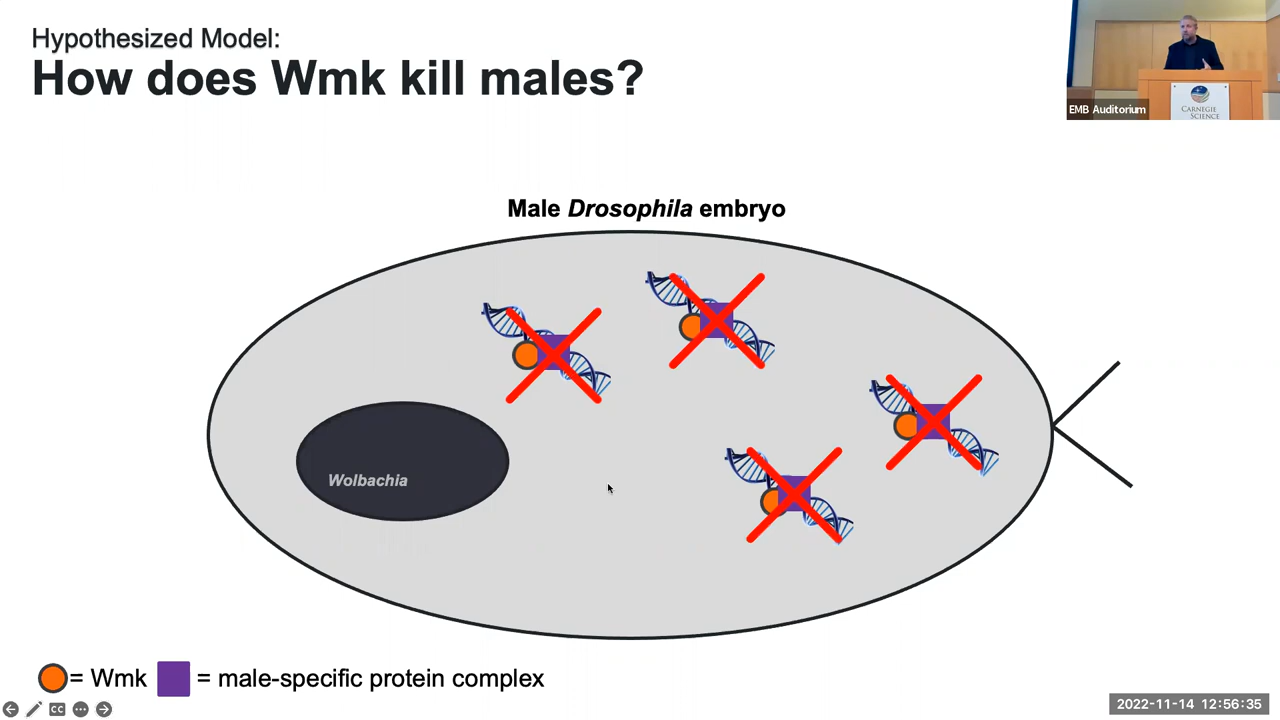 Hypothesized Model:
How does Wmk kill males?
EMB Auditorium
CARNEGIE
SCIENCE
Male Drosophila embryo
Wolbachia
= Wmk
= male-specific protein complex
CC
2022-11-14 12:56:35